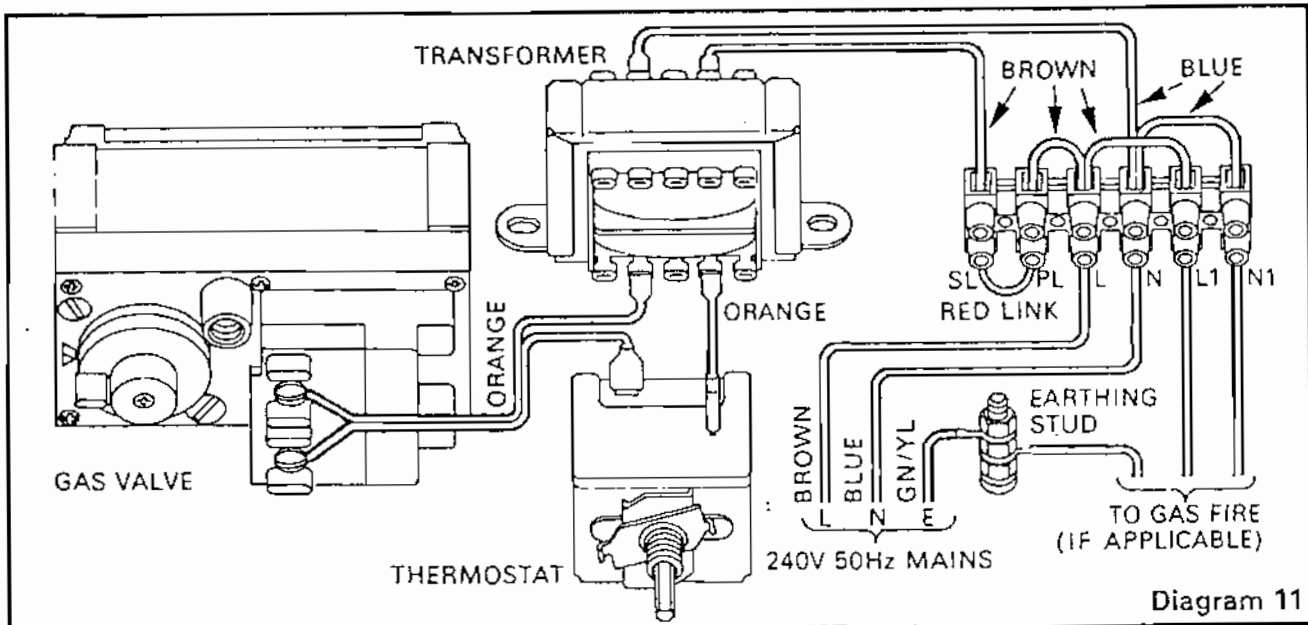 TRANSFORMER
BROWN
BLUE
SL
PL
L
N
L1
N1
RED LINK
ORANGE
ORANGE
EARTHING
STUD
GAS VALVE
BROWN
BLUE
GN/YL
L
N
E
TO GAS FIRE
(IF APPLICABLE)
240V 50Hz MAINS
THERMOSTAT
Diagram 11